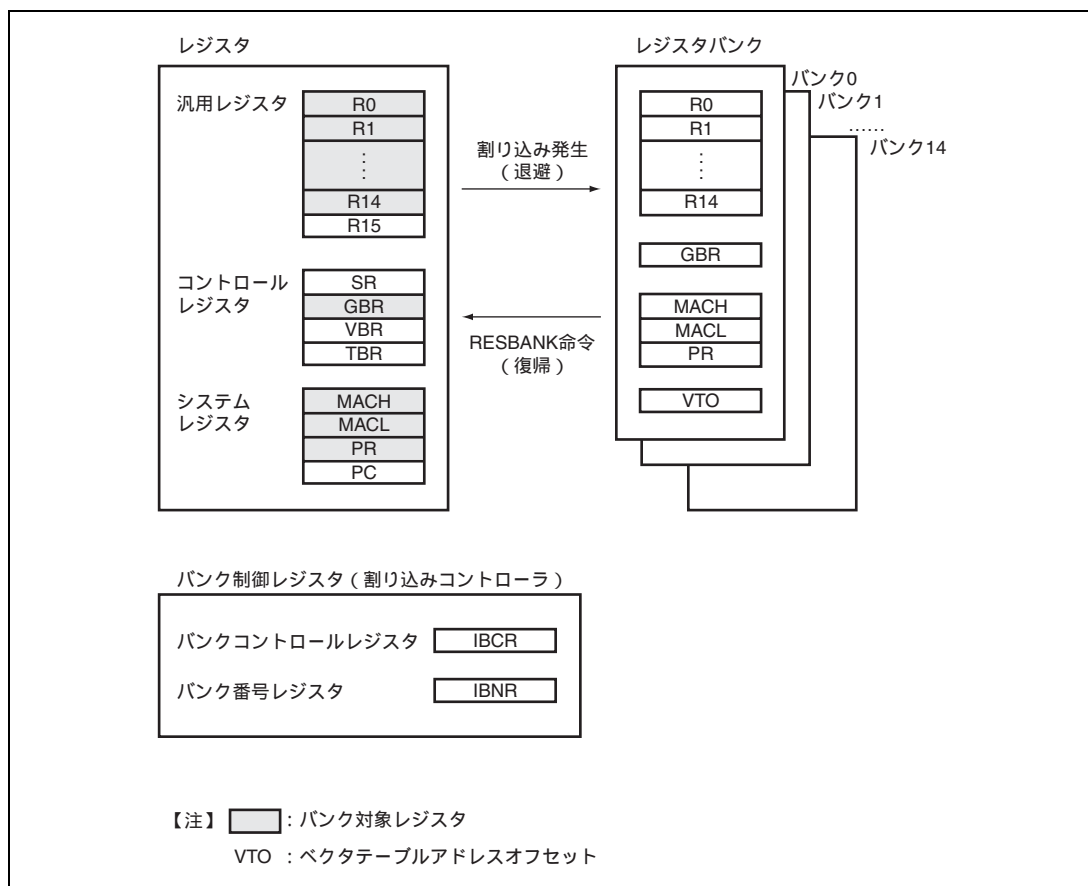 レジスタ
汎用レジスタ
R0
R1
:
:
R14
R15
コントロール
レジスタ
SR
GBR
VBR
TBR
システム
レジスタ
MACH
MACL
PR
PC
割り込み発生
(退避)
RESBANK命令
(復帰)
レジスタバンク
バンク0
バンク1
......
バンク14
R0
R1
:
:
R14
GBR
MACH
MACL
PR
VTO
バンク制御レジスタ(割り込みコントローラ)
バンクコントロールレジスタ IBCR
バンク番号レジスタ IBNR
【注】 :バンク対象レジスタ
VTO :ベクタテーブルアドレスオフセット